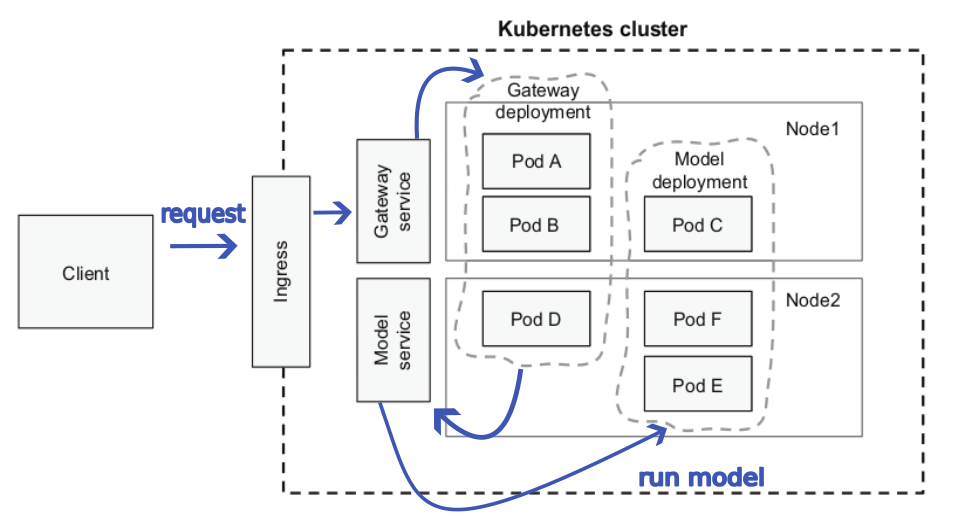 Kubernetes cluster
Gateway
deployment
Node1
Pod A
Model
deployment
Gateway
service
request
Pod B
Pod C
Client
Ingress
Node2
Model
service
Pod D
Pod F
Pod E
run model